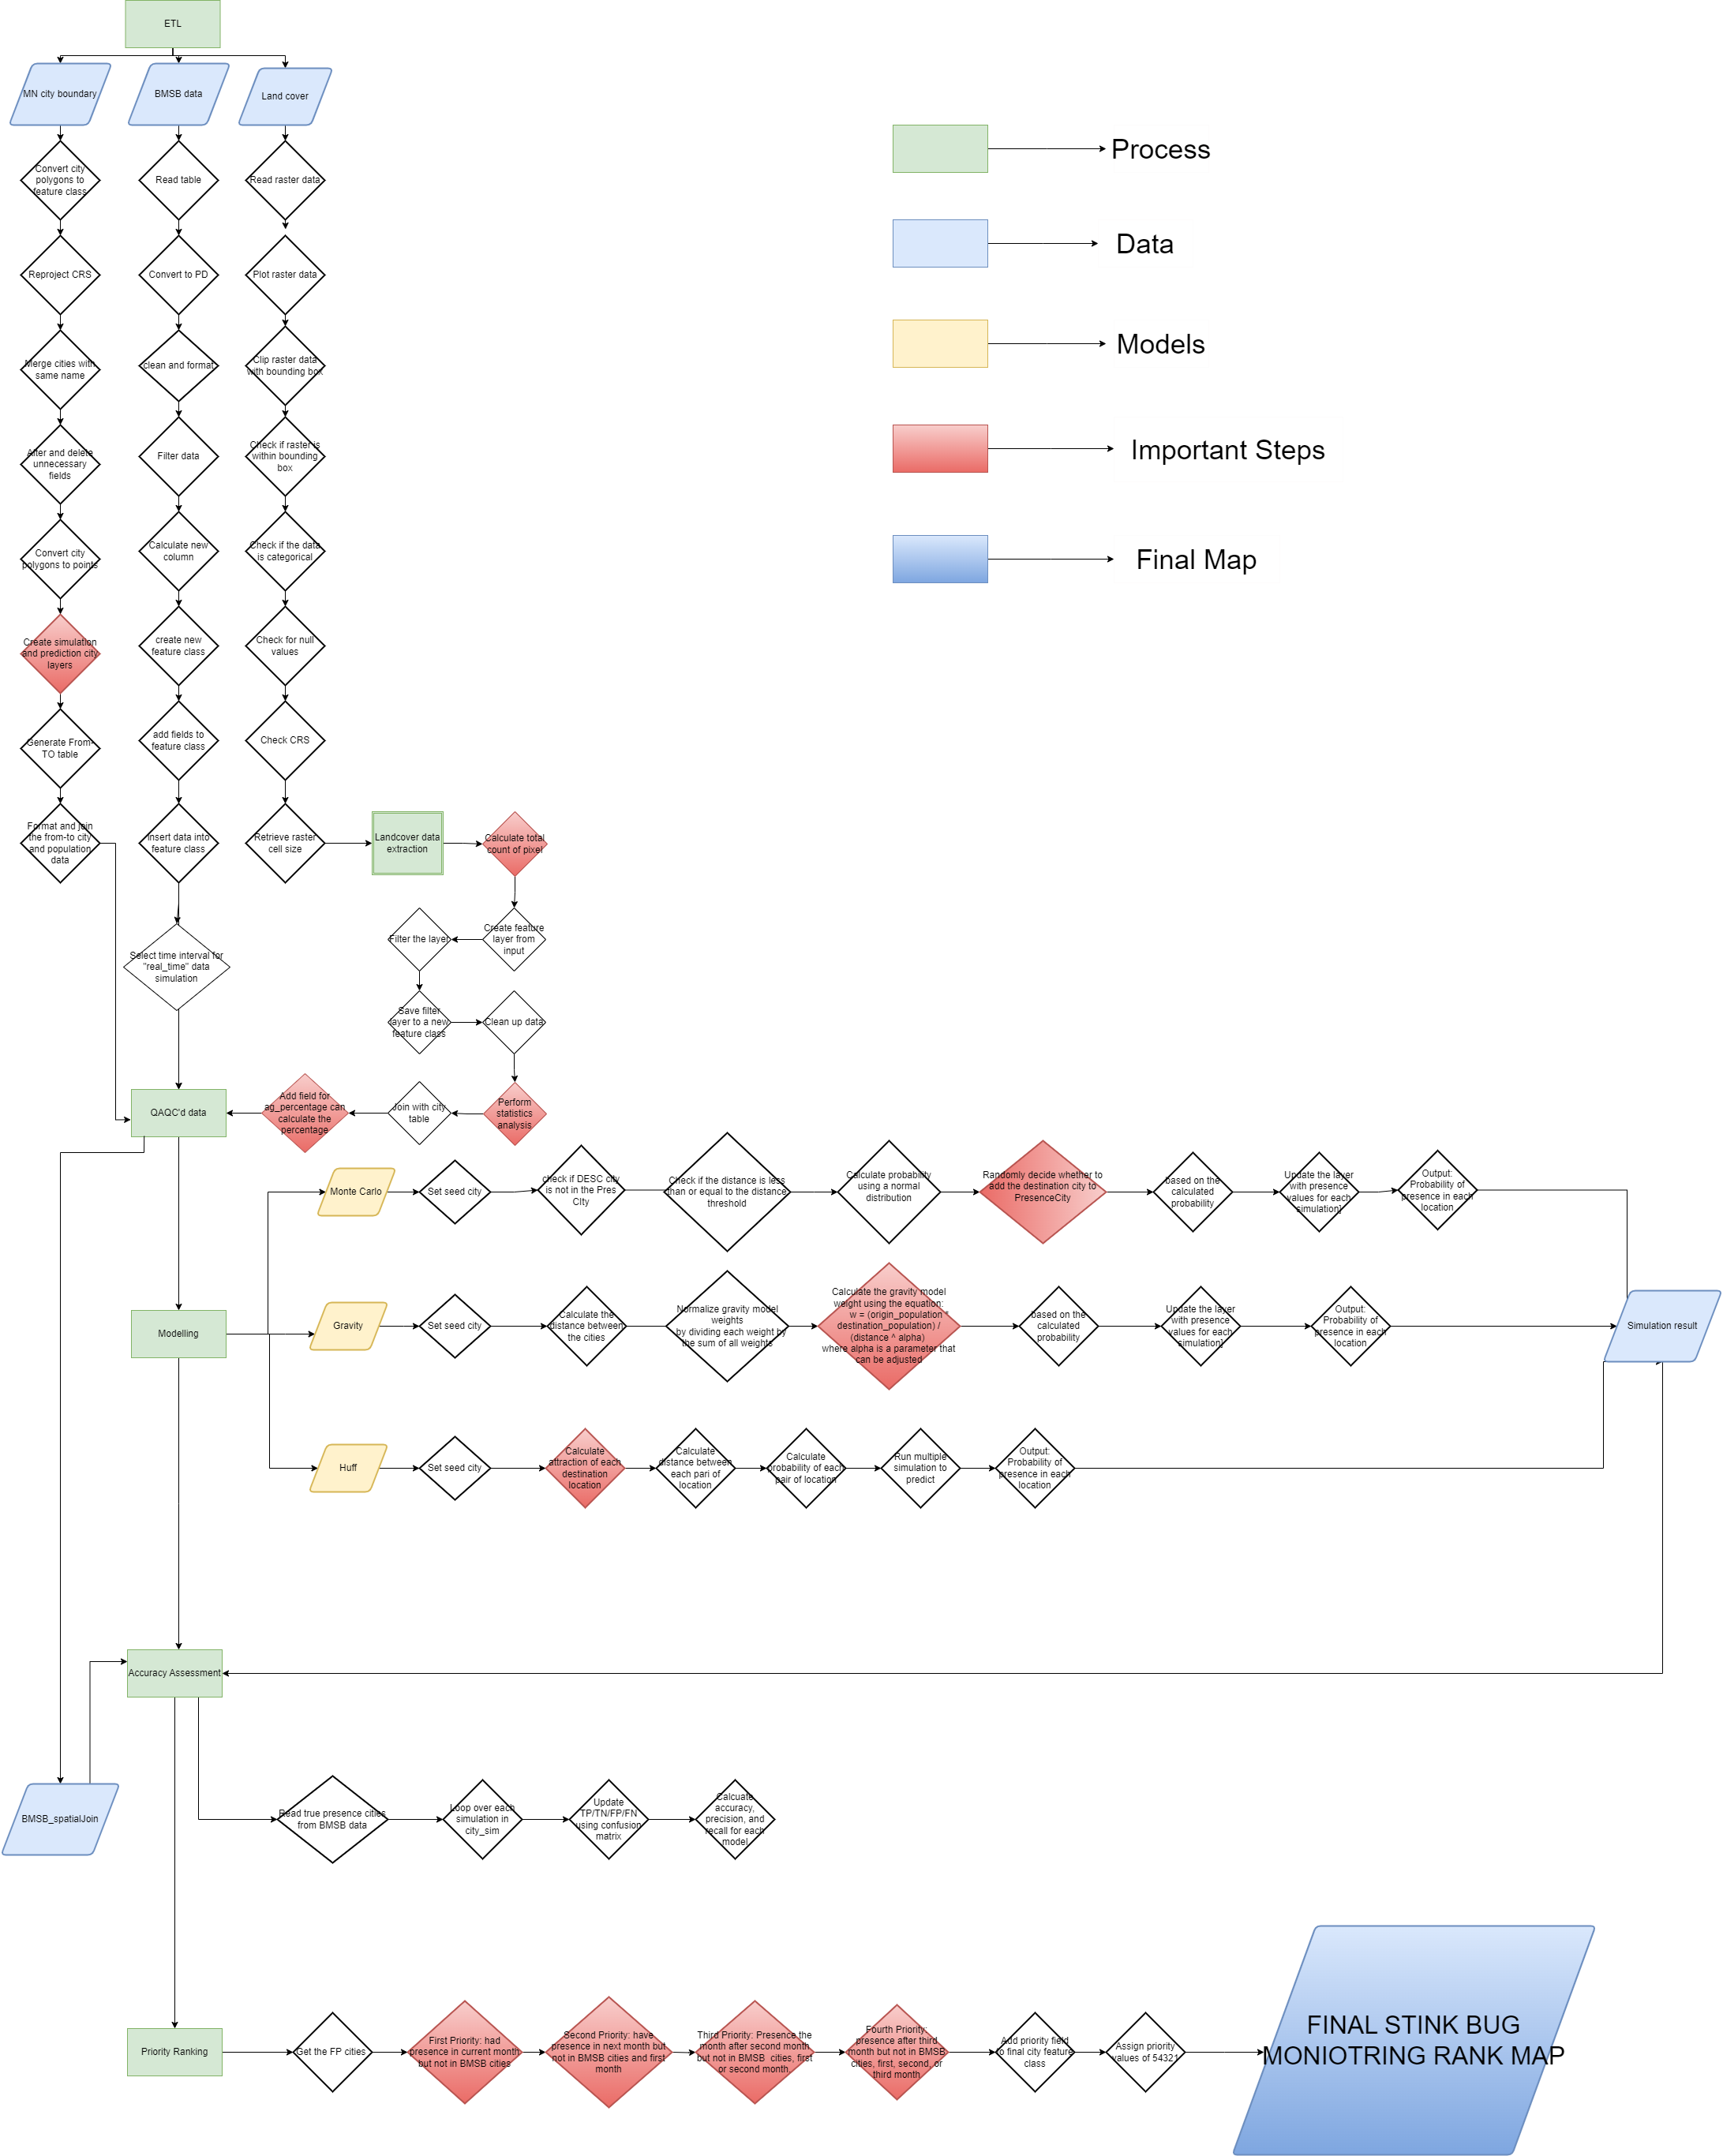 ETL
MN city boundary
BMSB data
Land cover
Convert city
polygons to
feature class
Read table
Read raster data
Reproject CRS
Convert to PD
Plot raster data
Merge cities with
same name
clean and format
Clip raster data
with bounding box
Alter and delete
unnecessary
fields
Filter data
Check if raster is
within bounding
box
Convert city
polygons to points
Calculate new
column
Check if the data
is categorical
Create simulation
and prediction city
layers
create new
feature class
Check for null
values
Generate From-
TO table
add fields to
feature class
Check CRS
Format and join
the from-to city
and population
data
Insert data into
feature class
Retrieve raster
cell size
Landcover data
extraction
Calculate total
count of pixel
Process
Data
Models
Important Steps
Final Map
Filter the layer
Create feature
layer from
input
Select time interval for
"real_time" data
simulation
Save filter
layer to a new
feature class
Clean up data
QAQC'd data
Add field for
ag_percentage can
calculate the
percentage
Join with city
table
Perform
statistics
analysis
Monte Carlo
Set seed city
check if DESC city
is not in the Pres
CIty
Check if the distance is less
than or equal to the distance
threshold
Calculate probability
using a normal
distribution
Randomly decide whether to
add the destination city to
PresenceCity
based on the
calculated
probability
Update the layer
with presence
values for each
simulation]
Output:
Probability of
presence in each
location
Modelling
Gravity
Set seed city
Calculate the
distance between
the cities
Normalize gravity model
weights
by dividing each weight by
the sum of all weights
Calculate the gravity model
weight using the equation:
w = (origin_population *
destination_population) /
(distance ^ alpha)
where alpha is a parameter that
can be adjusted
based on the
calculated
probability
Update the layer
with presence
values for each
simulation]
Output:
Probability of
presence in each
location
Simulation result
Huff
Set seed city
Calculate
attraction of each
destination
location
Calculate
distance between
each pari of
location
Calculate
probability of each
pair of location
Run multiple
simulation to
predict
Output:
Probability of
presence in each
location
Accuracy Assessment
BMSB_spatialJoin
Read true presence cities
from BMSB data
Loop over each
simulation in
city_sim
Update
TP/TN/FP/FN
using confusion
matrix
Calcuate
accuracy,
precision, and
recall for each
model
Priority Ranking
Get the FP cities
First Priority: had
presence in current month
but not in BMSB cities
Second Priority: have
presence in next month but
not in BMSB cities and first
month
Third Priority: Presence the
month after second month
but not in BMSB cities, first
or second month
Fourth Priority:
presence after third
month but not in BMSB
cities, first, second, or
third month
Add priority field
to final city feature
class
Assign priority
values of 54321
FINAL STINK BUG
MONIOTRING RANK MAP